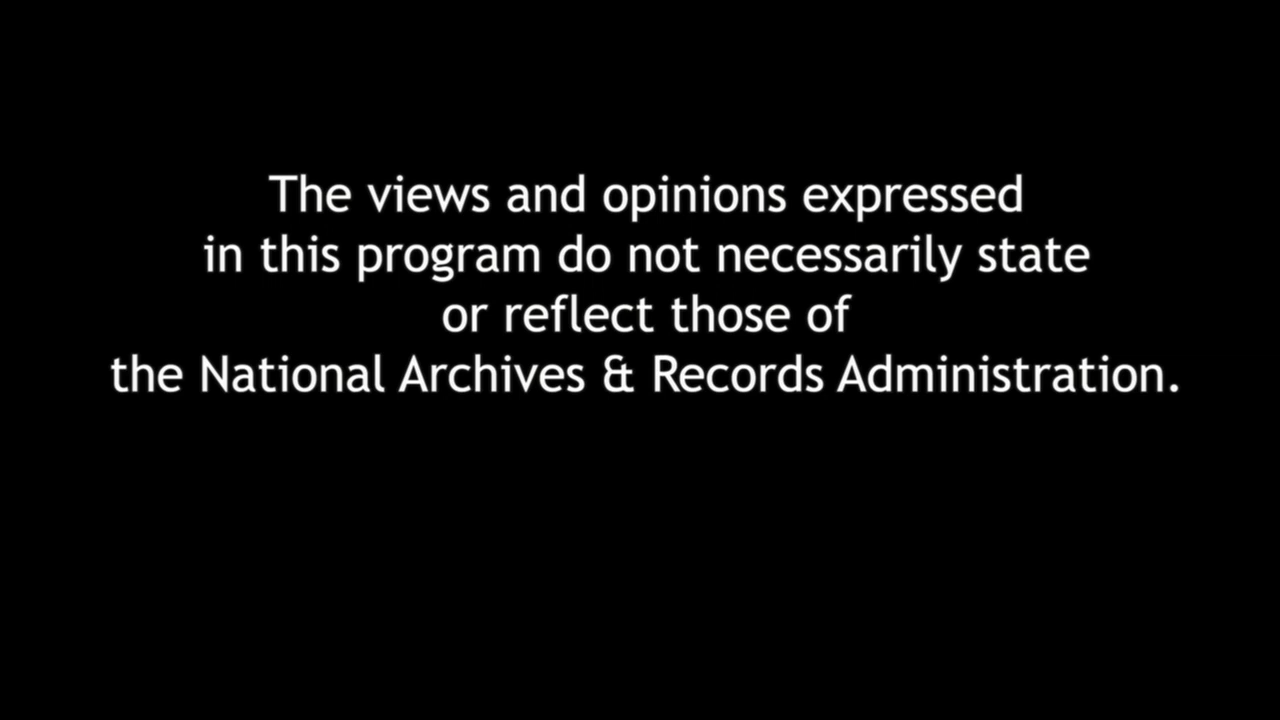 The views and opinions expressed
in this program do not necessarily state
or reflect those of
the National Archives & Records Administration.